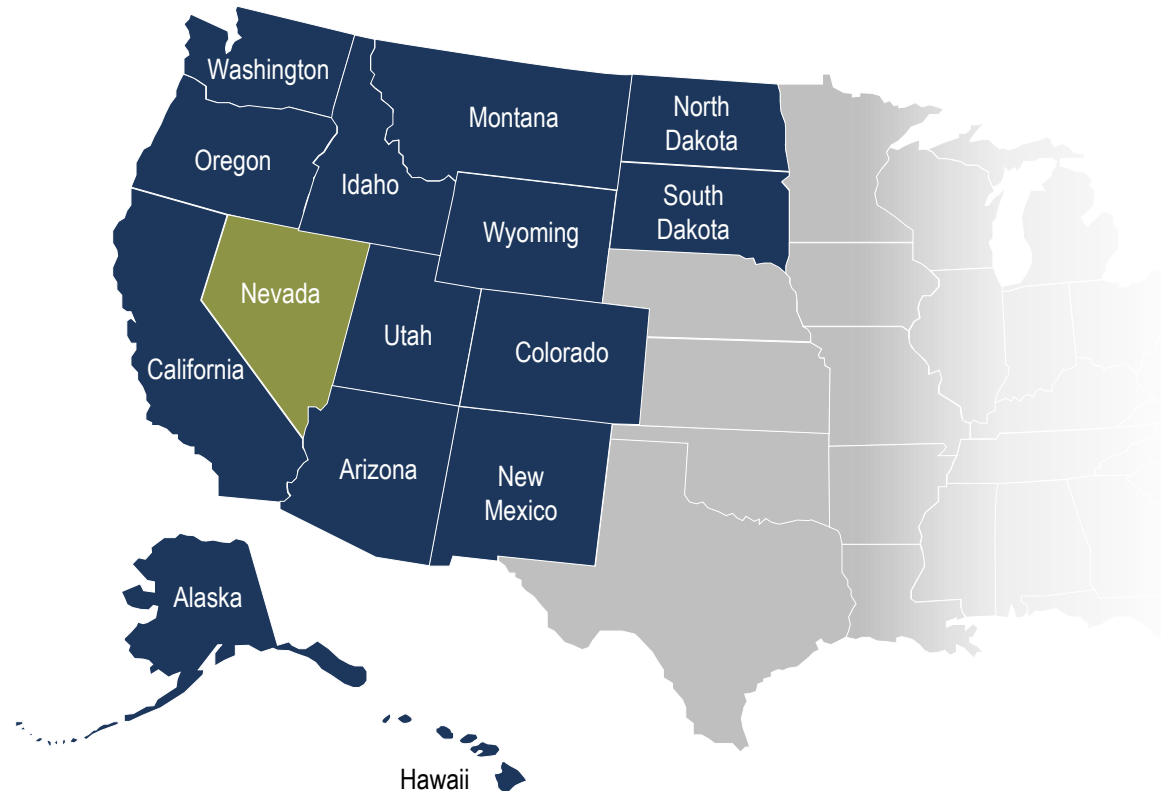 Washington
Montana
North
Dakota
Oregon
Idaho
South
Dakota
Wyoming
Nevada
Utah
Colorado
California
Arizona
New
Mexico
Alaska
Hawaii